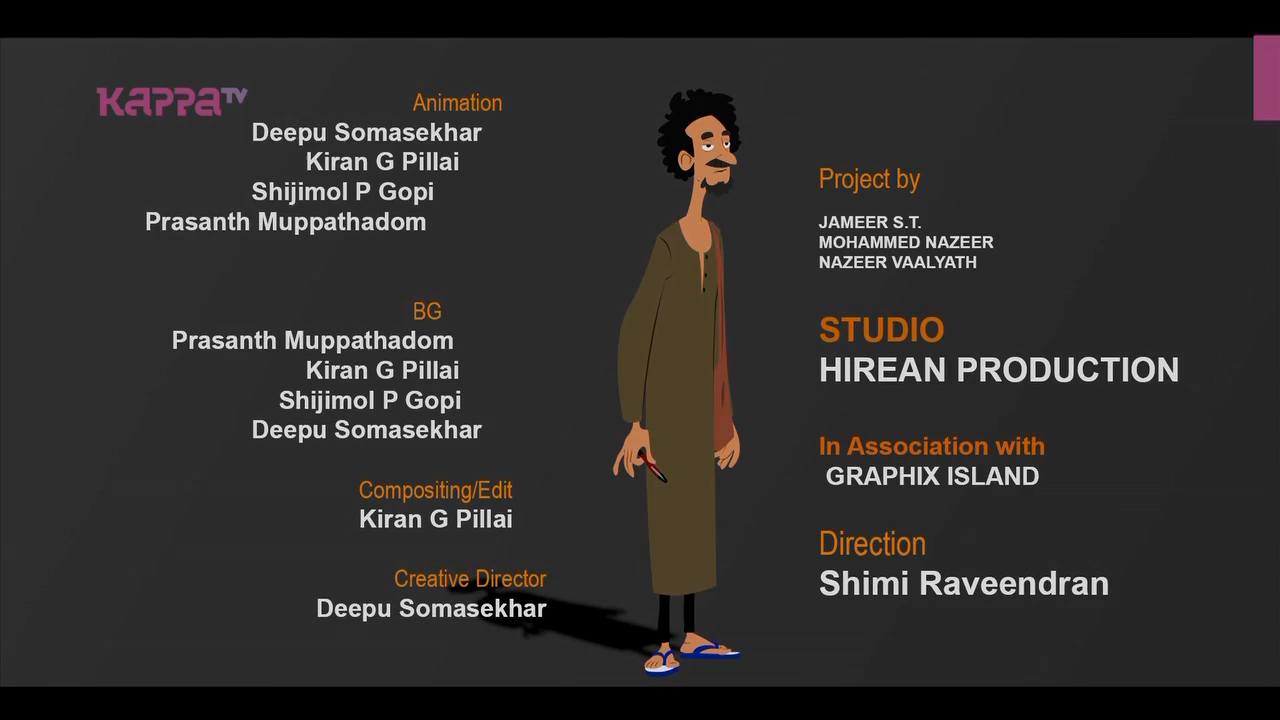 KAPPA TV
Animation
Deepu Somasekhar
Kiran G Pillai
Shijimol P Gopi
Prasanth Muppathadom
BG
Prasanth Muppathadom
Kiran G Pillai
Shijimol P Gopi
Deepu Somasekhar
Compositing/Edit
Kiran G Pillai
Creative Director
Deepu Somasekhar
Project by
JAMEER S.T.
MOHAMMED NAZEER
NAZEER VAALYATH
STUDIO
HIREAN PRODUCTION
In Association with
GRAPHIX ISLAND
Direction
Shimi Raveendran